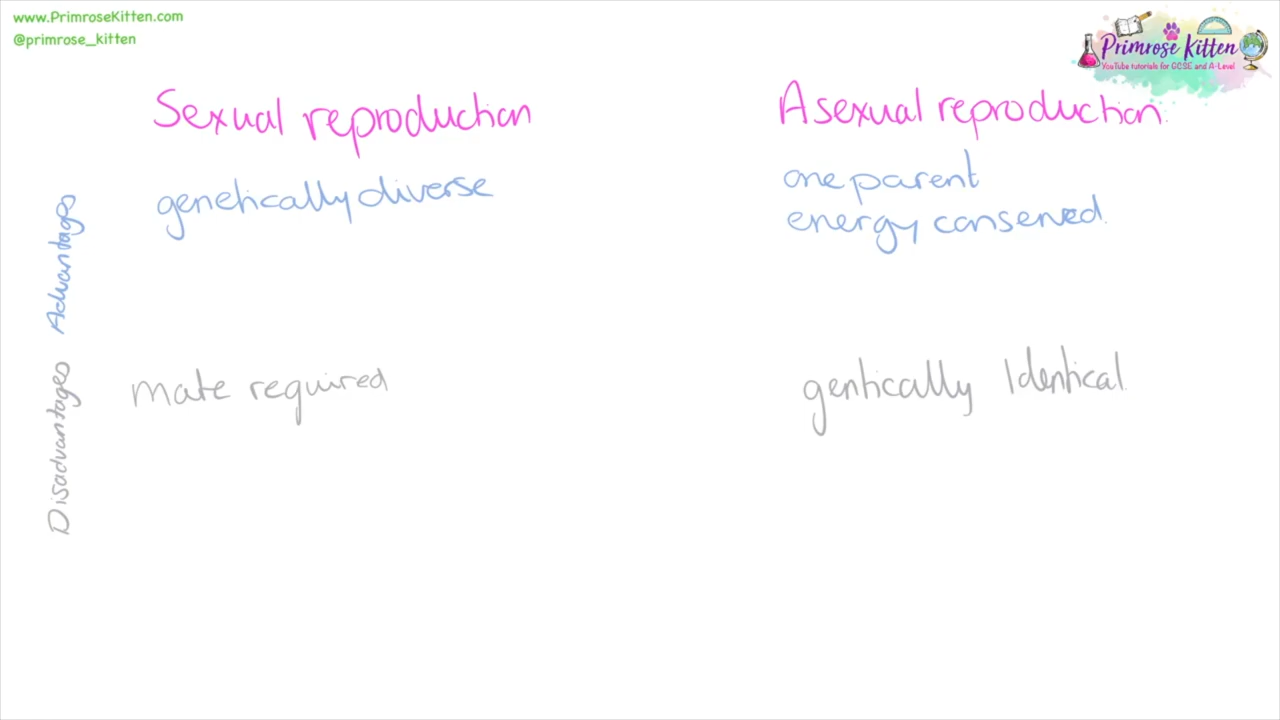 www.PrimroseKitten.com
@primrose_kitten
Primrose Kitten
YouTube tutorials for GCSE and A-Level
Sexual reproduction
Asexual reproduction.
Advantages
genetically diverse
one parent
energy conserved.
Disadvantages
mate required
gentically Identical.